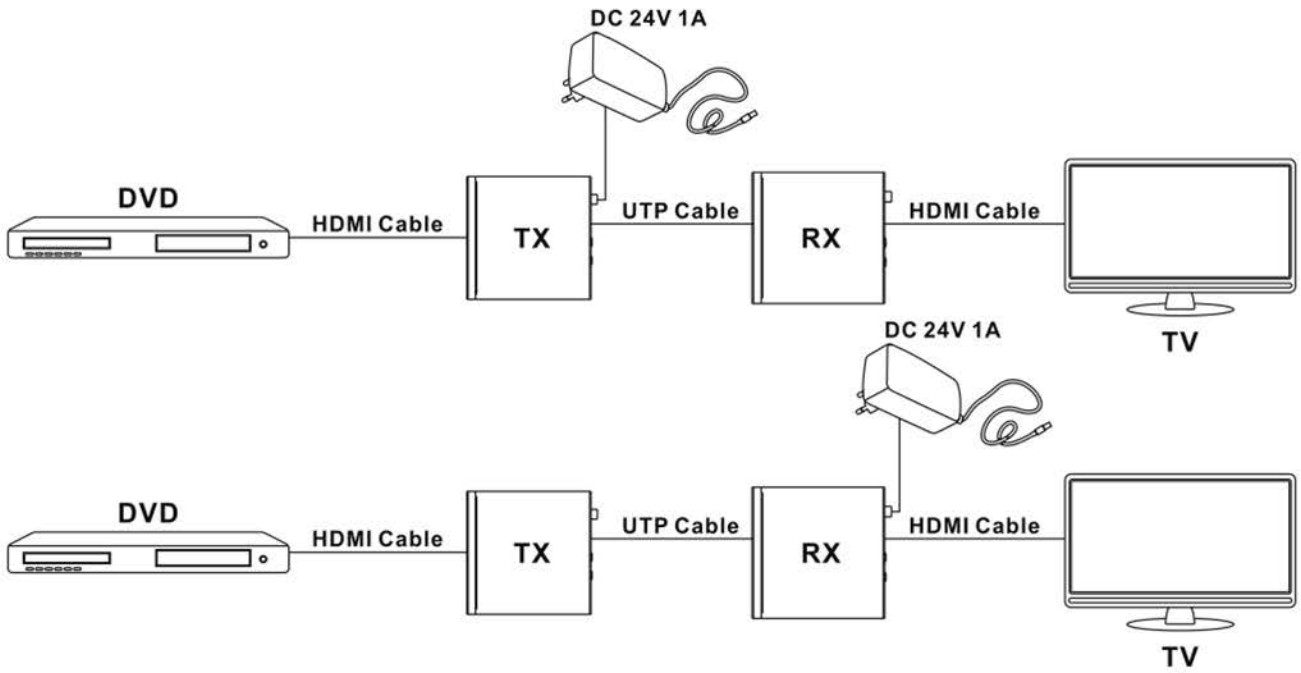 DC 24V 1A
DVD
HDMI Cable
TX
UTP Cable
RX
HDMI Cable
TV
DC 24V 1A
DVD
HDMI Cable
TX
UTP Cable
RX
HDMI Cable
TV